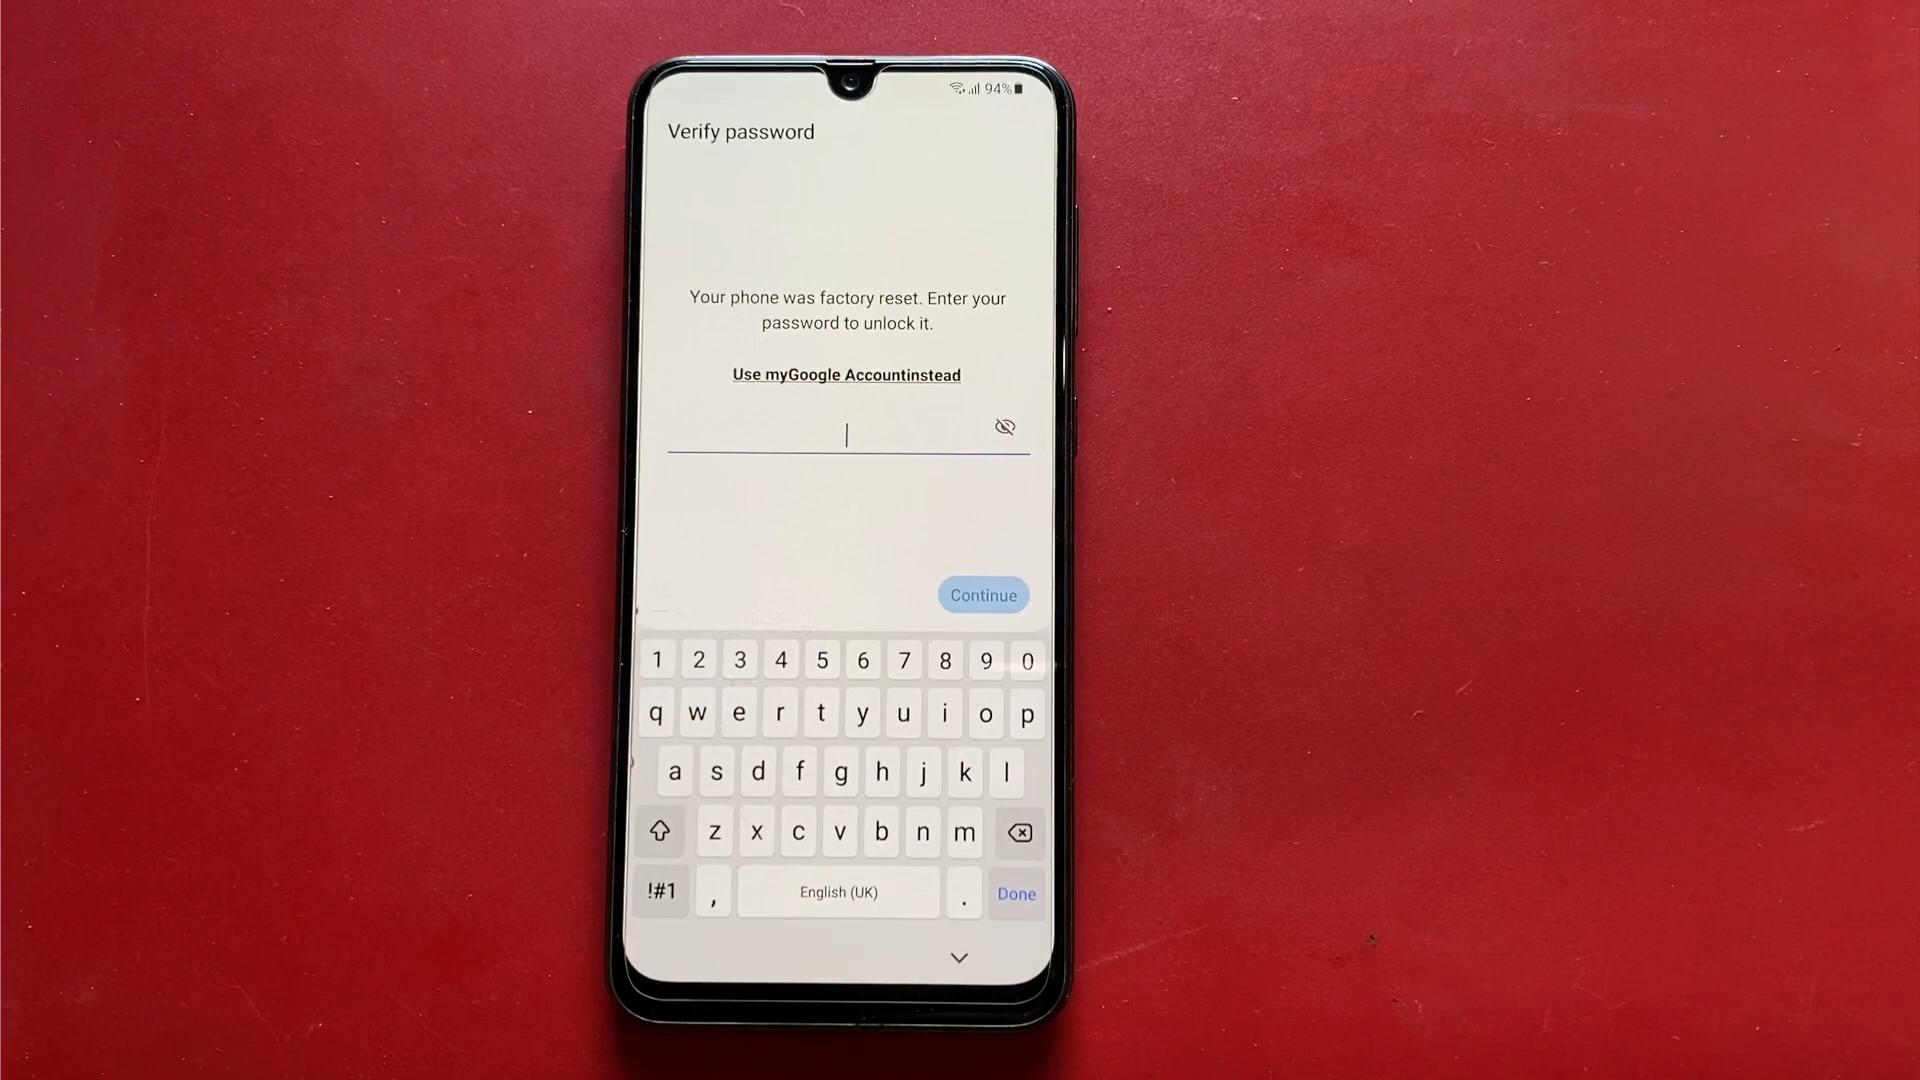 94%
Verify password
Your phone was factory reset. Enter your
password to unlock it.
Use myGoogle Accountinstead
Continue
1 2 3 4 5 6 7 8 9 0
q w e r t y u i o p
a s d f g h j k l
z x c v b n m
!#1 , English (UK) . Done